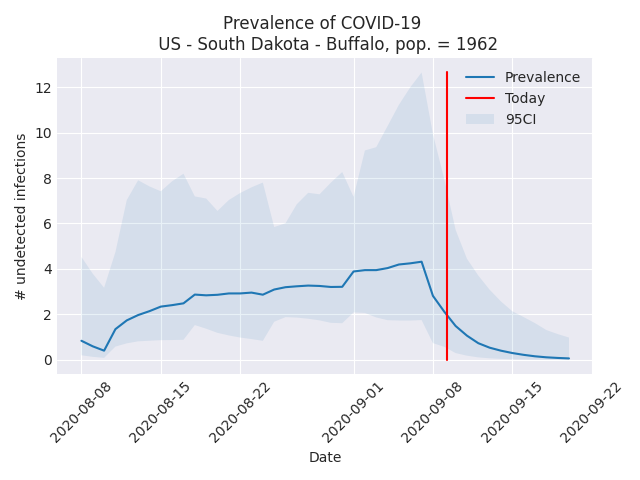 Prevalence of COVID-19
US - South Dakota - Buffalo, pop. = 1962
# undetected infections
12
10
8
6
4
2
0
Prevalence
Today
95CI
2020-08-08
2020-08-15
2020-08-22
2020-09-01
2020-09-08
2020-09-15
2020-09-22
Date